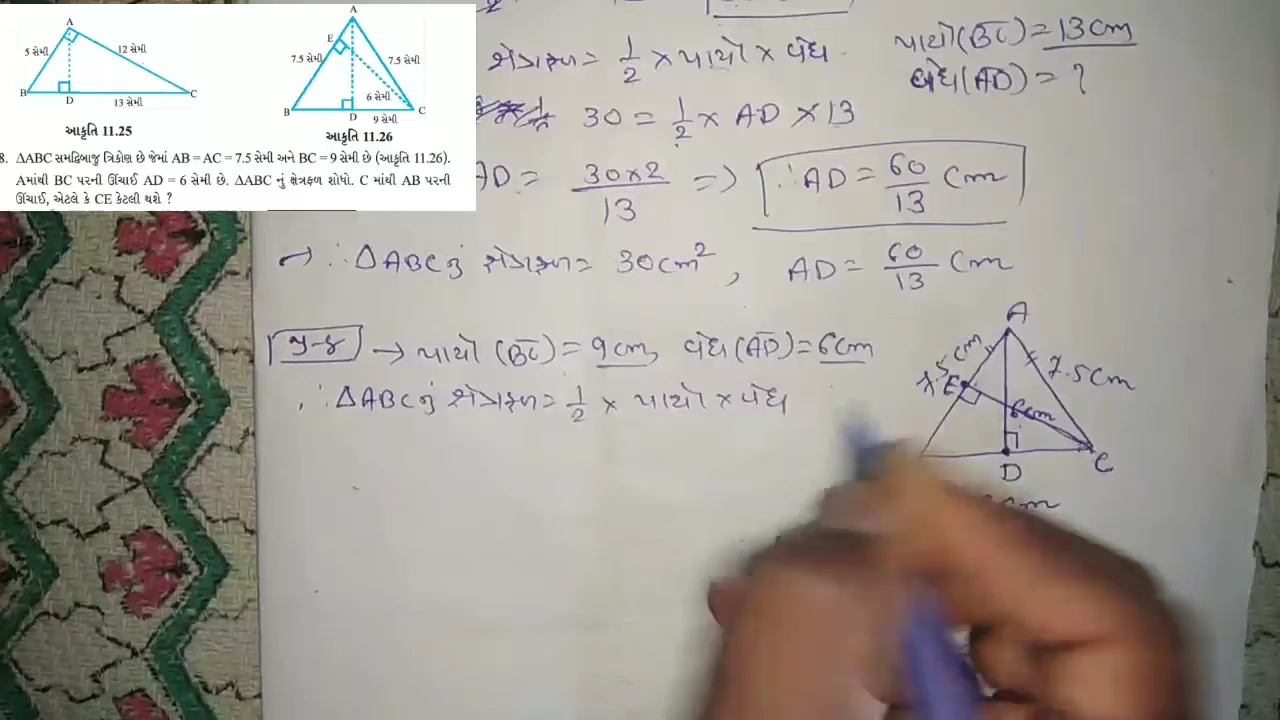 A
5 સેમી
12 સેમી
B
D
C
13 સેમી
આકૃતિ 11.25
A
E
7.5 સેમી
7.5 સેમી
6 સેમી
B
D
C
9 સેમી
આકૃતિ 11.26
8. ΔABC સમદ્વિબાજુ ત્રિકોણ છે જેમાં AB = AC = 7.5 સેમી અને BC = 9 સેમી છે (આકૃતિ 11.26).
Aમાંથી BC પરની ઊંચાઈ AD = 6 સેમી છે. ΔABC નું ક્ષેત્રફળ શોધો. C માંથી AB પરની
ઊંચાઈ, એટલે કે CE કેટલી થશે ?
ક્ષેત્રફળ = 1/2 × પાયો × વેધ
પાયો (BC) = 13cm
વેધ (AD) = ?
30 = 1/2 × AD × 13
AD = 30×2/13 => ∴ AD = 60/13 cm
→ ∴ ΔABCનું ક્ષેત્રફળ = 30cm², AD = 60/13 cm
પ્ર-8 → પાયો (BC) = 9cm, વેધ (AD) = 6cm
∴ ΔABCનું ક્ષેત્રફળ = 1/2 × પાયો × વેધ
A
7.5cm
E
6cm
D
C
cm